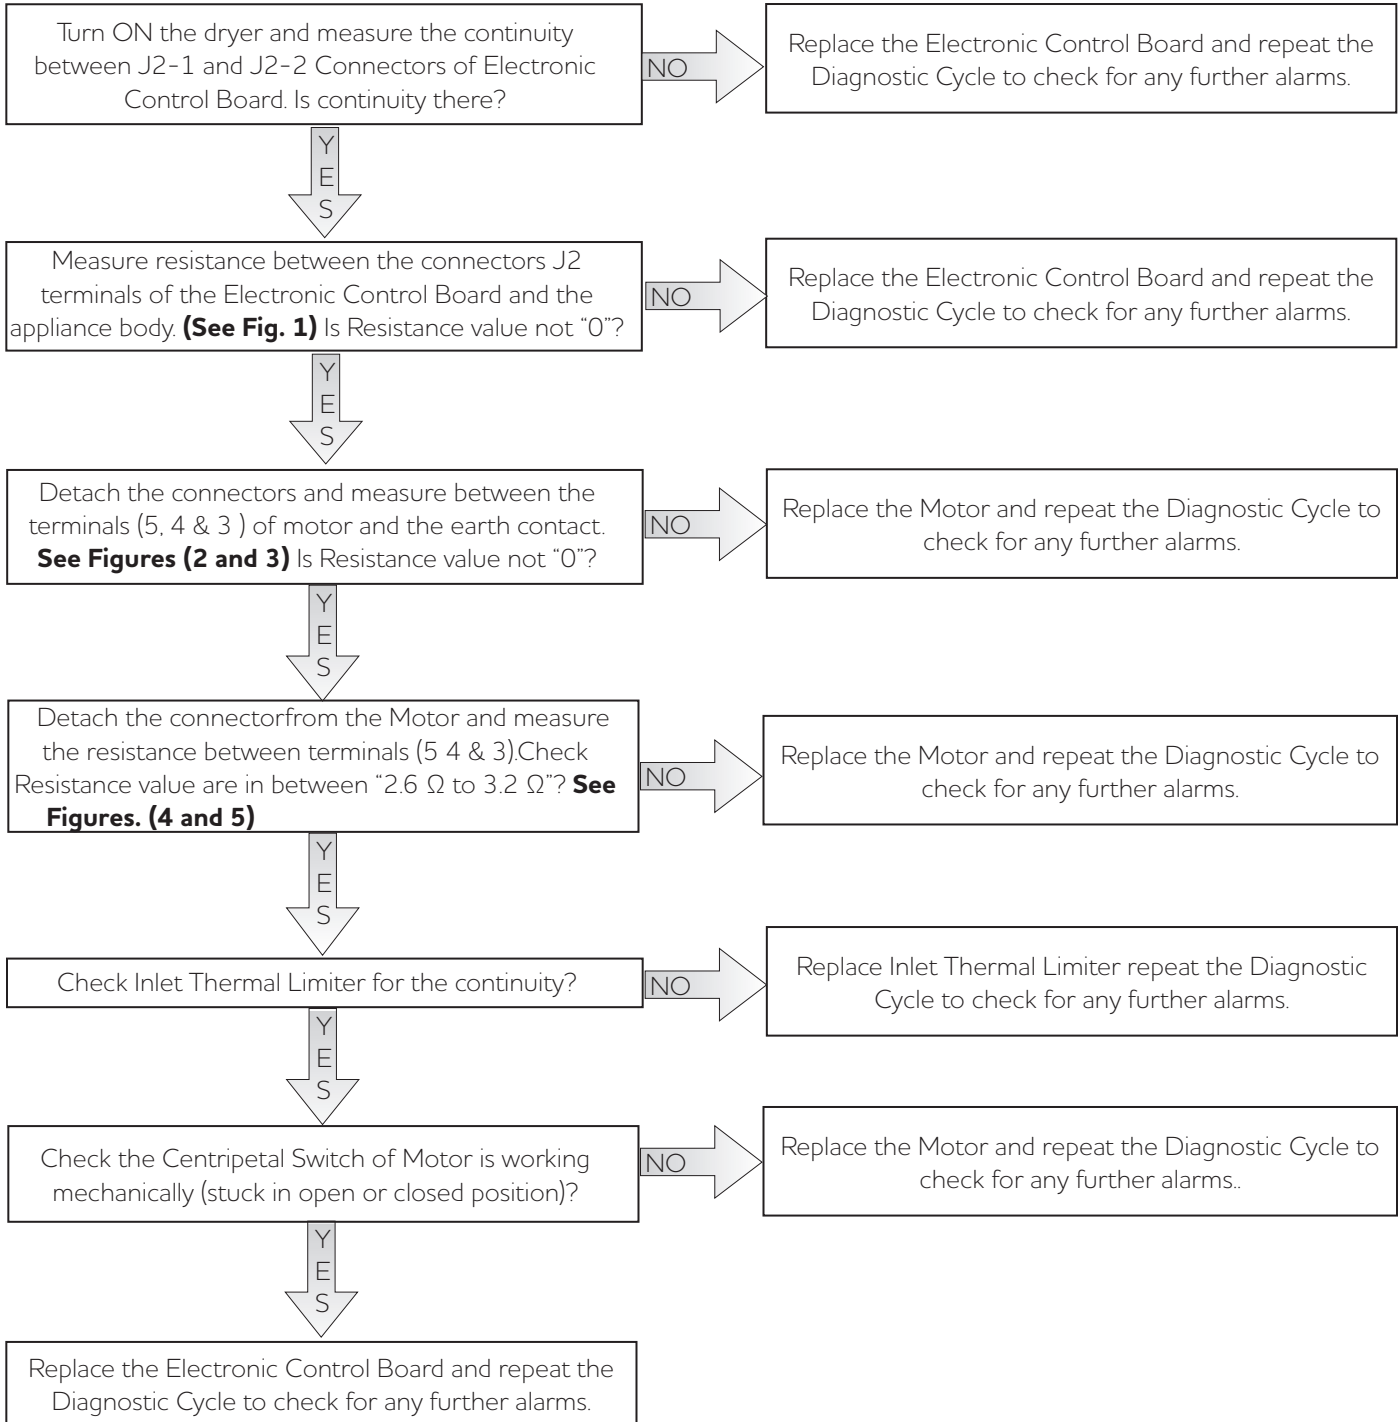 Turn ON the dryer and measure the continuity
between J2-1 and J2-2 Connectors of Electronic
Control Board. Is continuity there?
NO
Replace the Electronic Control Board and repeat the
Diagnostic Cycle to check for any further alarms.
YES
Measure resistance between the connectors J2
terminals of the Electronic Control Board and the
appliance body. (See Fig. 1) Is Resistance value not “0”?
NO
Replace the Electronic Control Board and repeat the
Diagnostic Cycle to check for any further alarms.
YES
Detach the connectors and measure between the
terminals (5, 4 & 3 ) of motor and the earth contact.
See Figures (2 and 3) Is Resistance value not “0”?
NO
Replace the Motor and repeat the Diagnostic Cycle to
check for any further alarms.
YES
Detach the connectorfrom the Motor and measure
the resistance between terminals (5 4 & 3).Check
Resistance value are in between “2.6 Ω to 3.2 Ω”? See
Figures. (4 and 5)
NO
Replace the Motor and repeat the Diagnostic Cycle to
check for any further alarms.
YES
Check Inlet Thermal Limiter for the continuity?
NO
Replace Inlet Thermal Limiter repeat the Diagnostic
Cycle to check for any further alarms.
YES
Check the Centripetal Switch of Motor is working
mechanically (stuck in open or closed position)?
NO
Replace the Motor and repeat the Diagnostic Cycle to
check for any further alarms..
YES
Replace the Electronic Control Board and repeat the
Diagnostic Cycle to check for any further alarms.